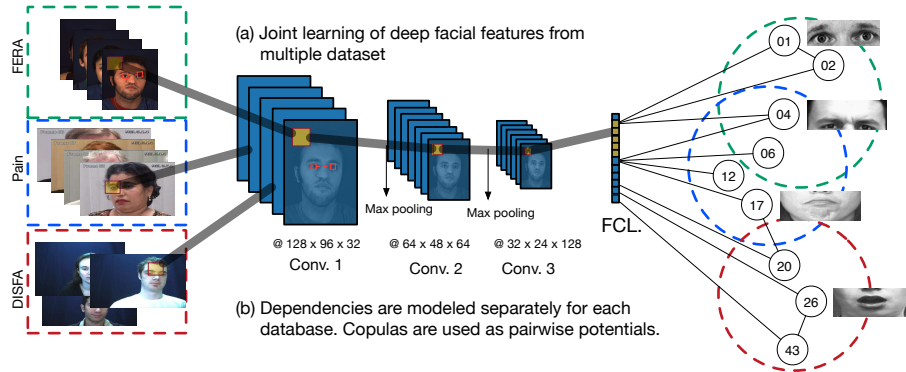 FERA
Pain
DISFA
(a) Joint learning of deep facial features from
multiple dataset
Max pooling
Max pooling
@ 128 x 96 x 32
@ 64 x 48 x 64
@ 32 x 24 x 128
Conv. 1
Conv. 2
Conv. 3
FCL.
(b) Dependencies are modeled separately for each
database. Copulas are used as pairwise potentials.
01
02
04
06
12
17
20
26
43